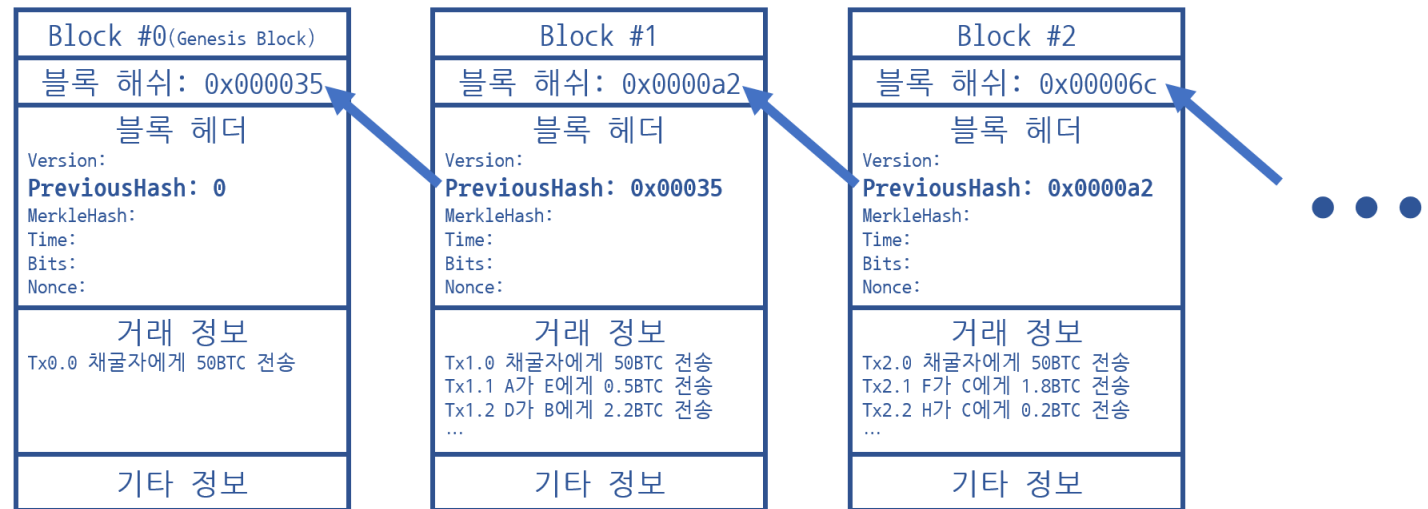 Block #0(Genesis Block)
블록 해쉬: 0x000035
블록 헤더
Version:
PreviousHash: 0
MerkleHash:
Time:
Bits:
Nonce:
거래 정보
Tx0.0 채굴자에게 50BTC 전송
기타 정보
Block #1
블록 해쉬: 0x0000a2
블록 헤더
Version:
PreviousHash: 0x00035
MerkleHash:
Time:
Bits:
Nonce:
거래 정보
Tx1.0 채굴자에게 50BTC 전송
Tx1.1 A가 E에게 0.5BTC 전송
Tx1.2 D가 B에게 2.2BTC 전송
…
기타 정보
Block #2
블록 해쉬: 0x00006c
블록 헤더
Version:
PreviousHash: 0x0000a2
MerkleHash:
Time:
Bits:
Nonce:
거래 정보
Tx2.0 채굴자에게 50BTC 전송
Tx2.1 F가 C에게 1.8BTC 전송
Tx2.2 H가 C에게 0.2BTC 전송
…
기타 정보